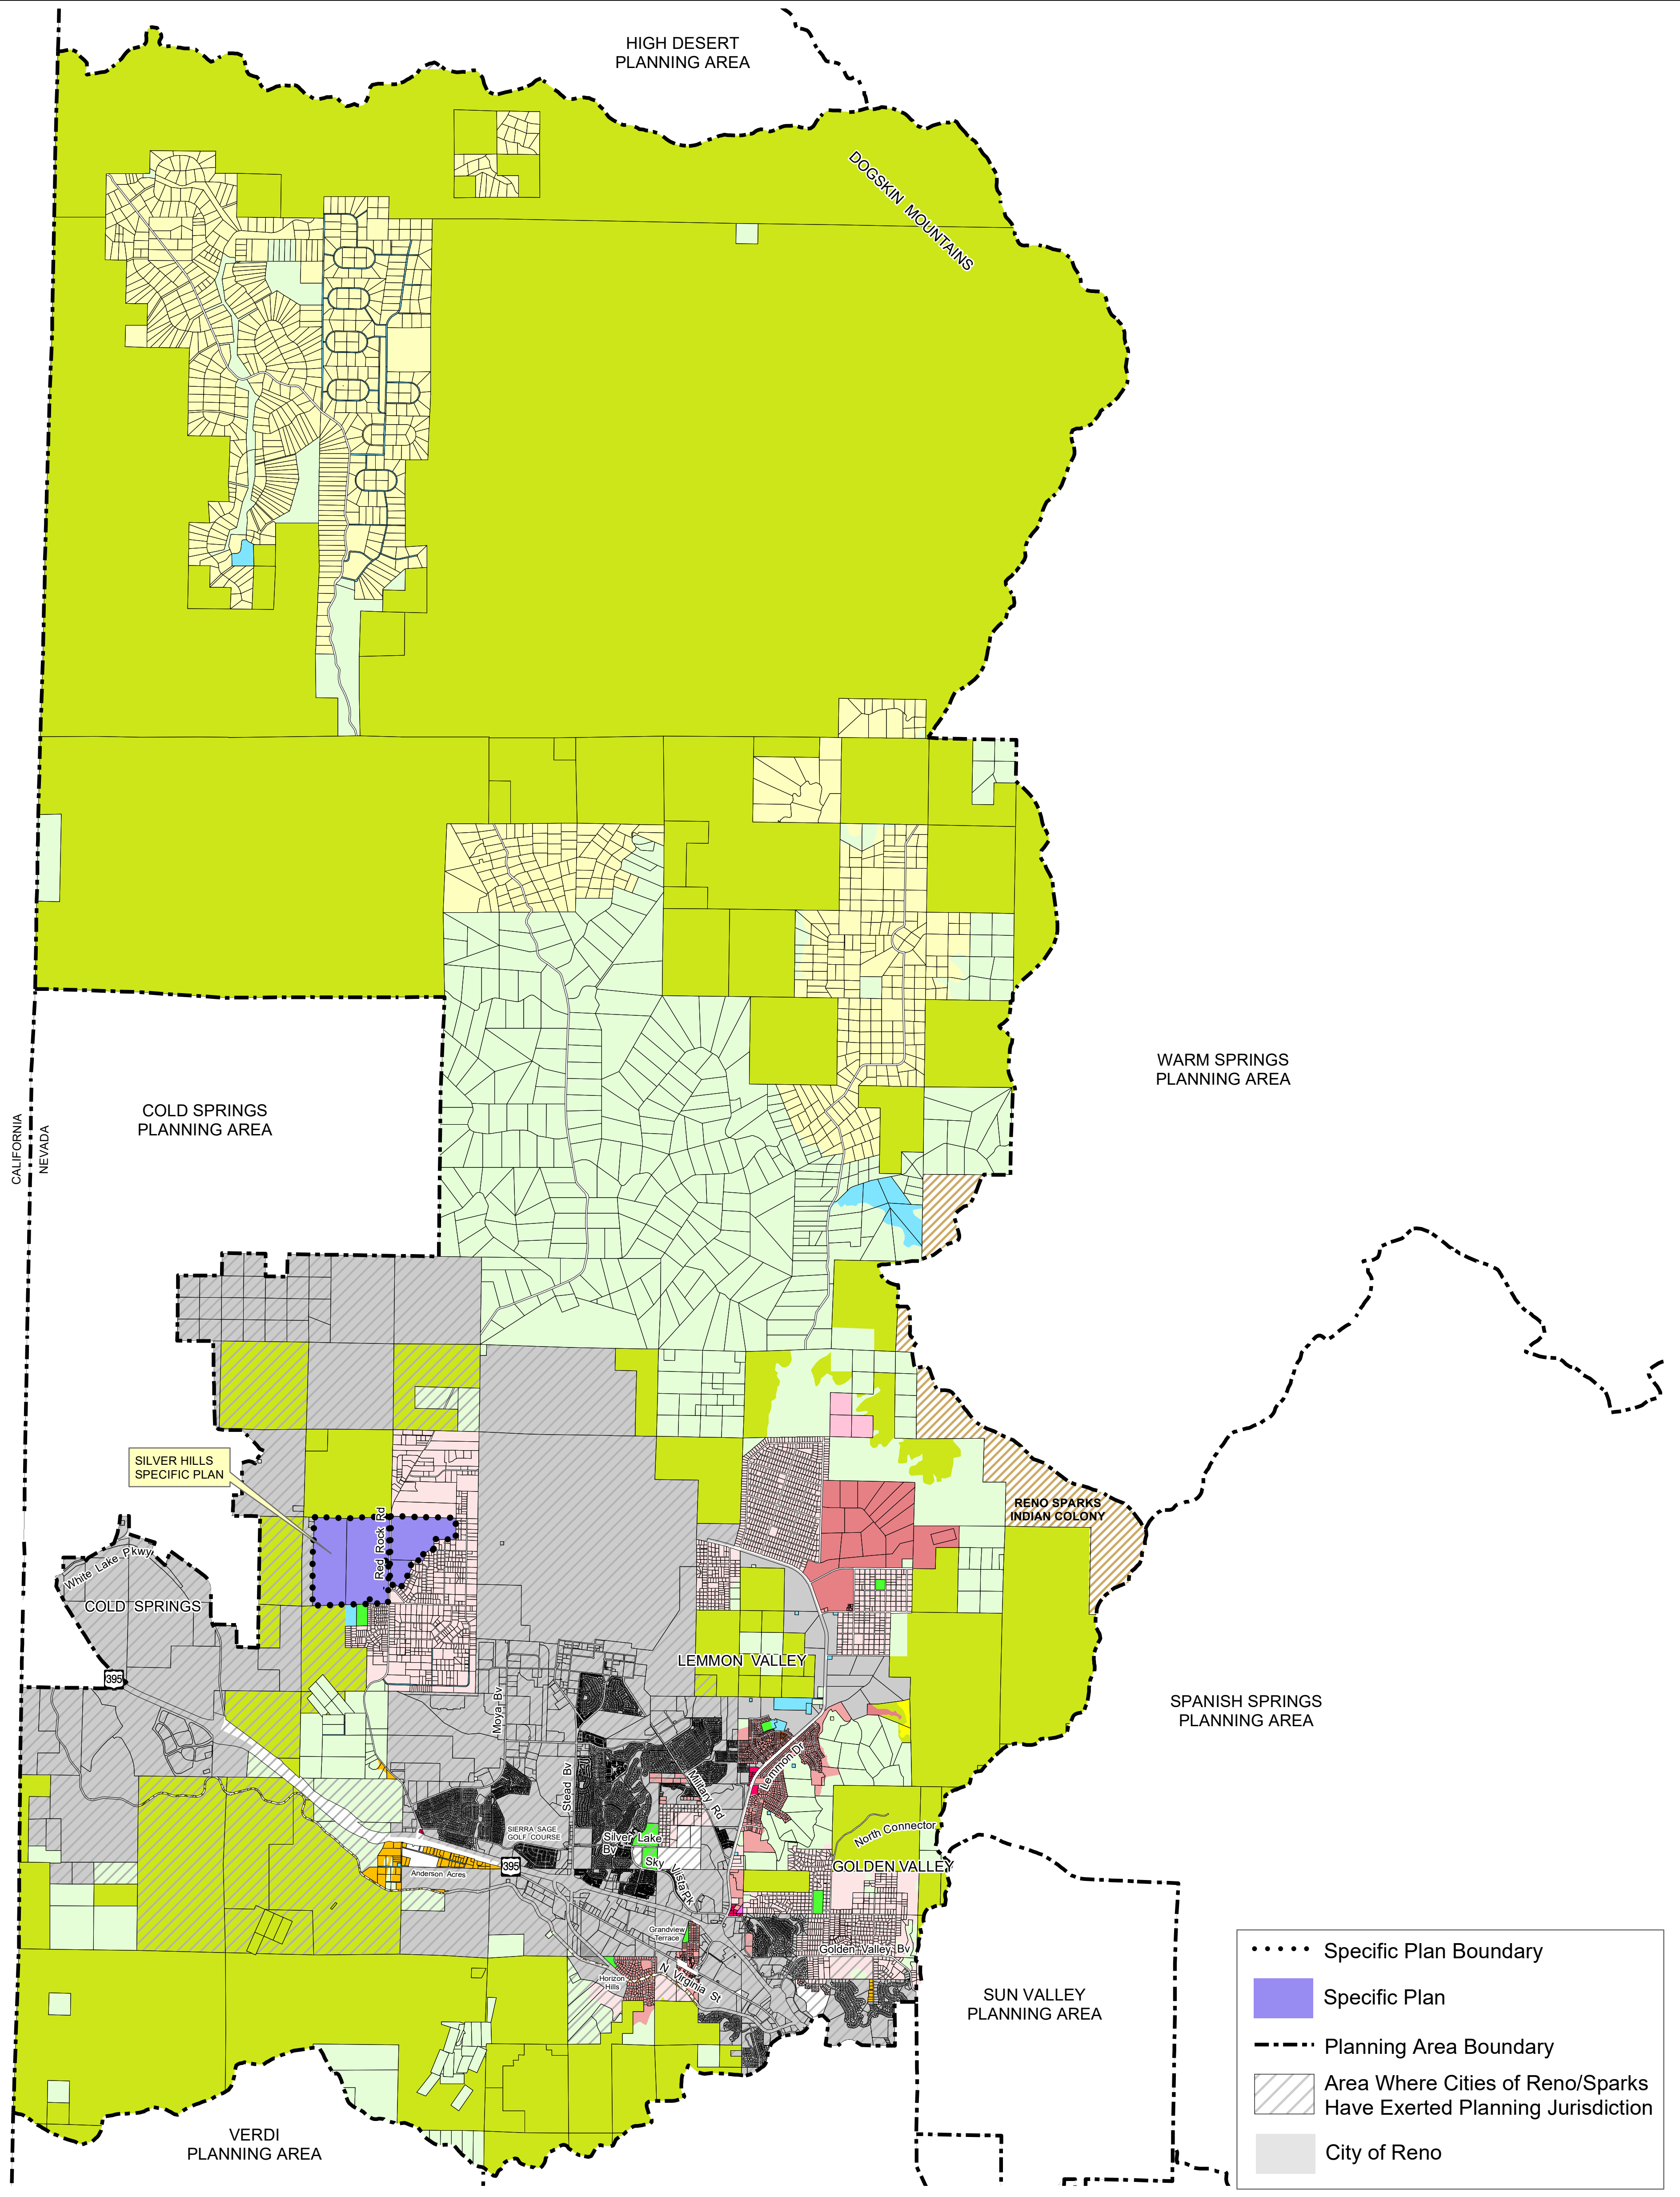 HIGH DESERT
PLANNING AREA
DOGSKIN MOUNTAINS
WARM SPRINGS
PLANNING AREA
COLD SPRINGS
PLANNING AREA
CALIFORNIA
NEVADA
SILVER HILLS
SPECIFIC PLAN
RENO SPARKS
INDIAN COLONY
Red Rock Rd
White Lake Pkwy
COLD SPRINGS
LEMMON VALLEY
395
SPANISH SPRINGS
PLANNING AREA
Moya Bv
Stead Bv
Lemmon Dr
Military Rd
SIERRA SAGE
GOLF COURSE
Silver Lake
Bv
North Connector
Sky Vista Pk
GOLDEN VALLEY
395
Anderson Acres
Grandview
Terrace
Golden Valley Bv
Horizon
Hills
N Virginia St
SUN VALLEY
PLANNING AREA
VERDI
PLANNING AREA
Specific Plan Boundary
Specific Plan
Planning Area Boundary
Area Where Cities of Reno/Sparks
Have Exerted Planning Jurisdiction
City of Reno